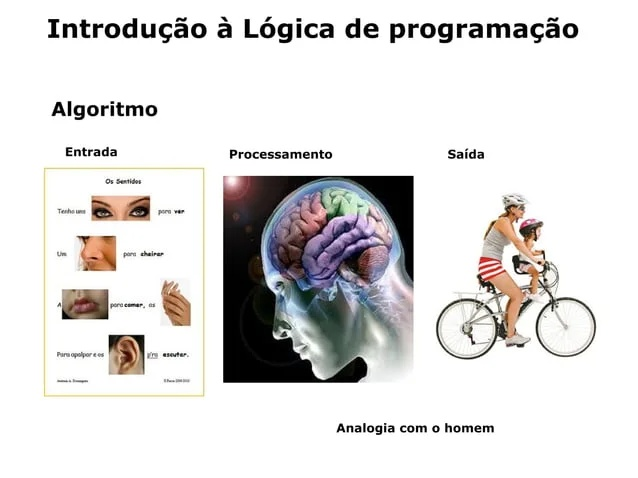 Introdução à Lógica de programação
Algoritmo
Entrada
Processamento
Saída
Os Sentidos
Tenho uns para ver
Um para cheirar
A para comer, as
Para apalpar e os p/ra escutar.
Analogia com o homem